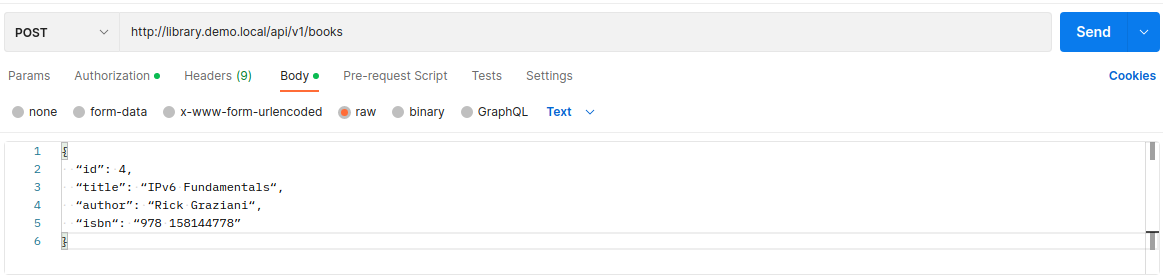 POST http://library.demo.local/api/v1/books Send
Params Authorization Headers (9) Body Pre-request Script Tests Settings Cookies
none form-data x-www-form-urlencoded raw binary GraphQL Text
1 {
2 “id”: 4,
3 “title”: “IPv6 Fundamentals“,
4 “author”: “Rick Graziani“,
5 “isbn“: “978 158144778”
6 }